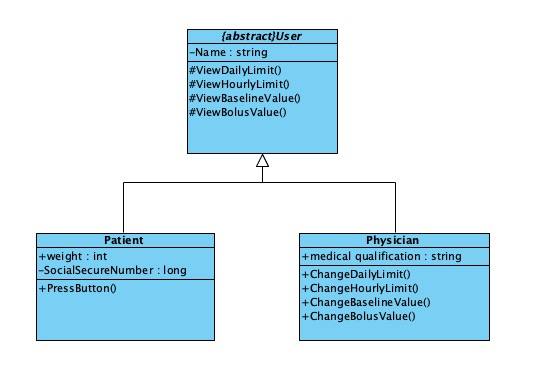 {abstract}User
-Name : string
#ViewDailyLimit()
#ViewHourlyLimit()
#ViewBaselineValue()
#ViewBolusValue()
Patient
+weight : int
-SocialSecureNumber : long
+PressButton()
Physician
+medical qualification : string
+ChangeDailyLimit()
+ChangeHourlyLimit()
+ChangeBaselineValue()
+ChangeBolusValue()